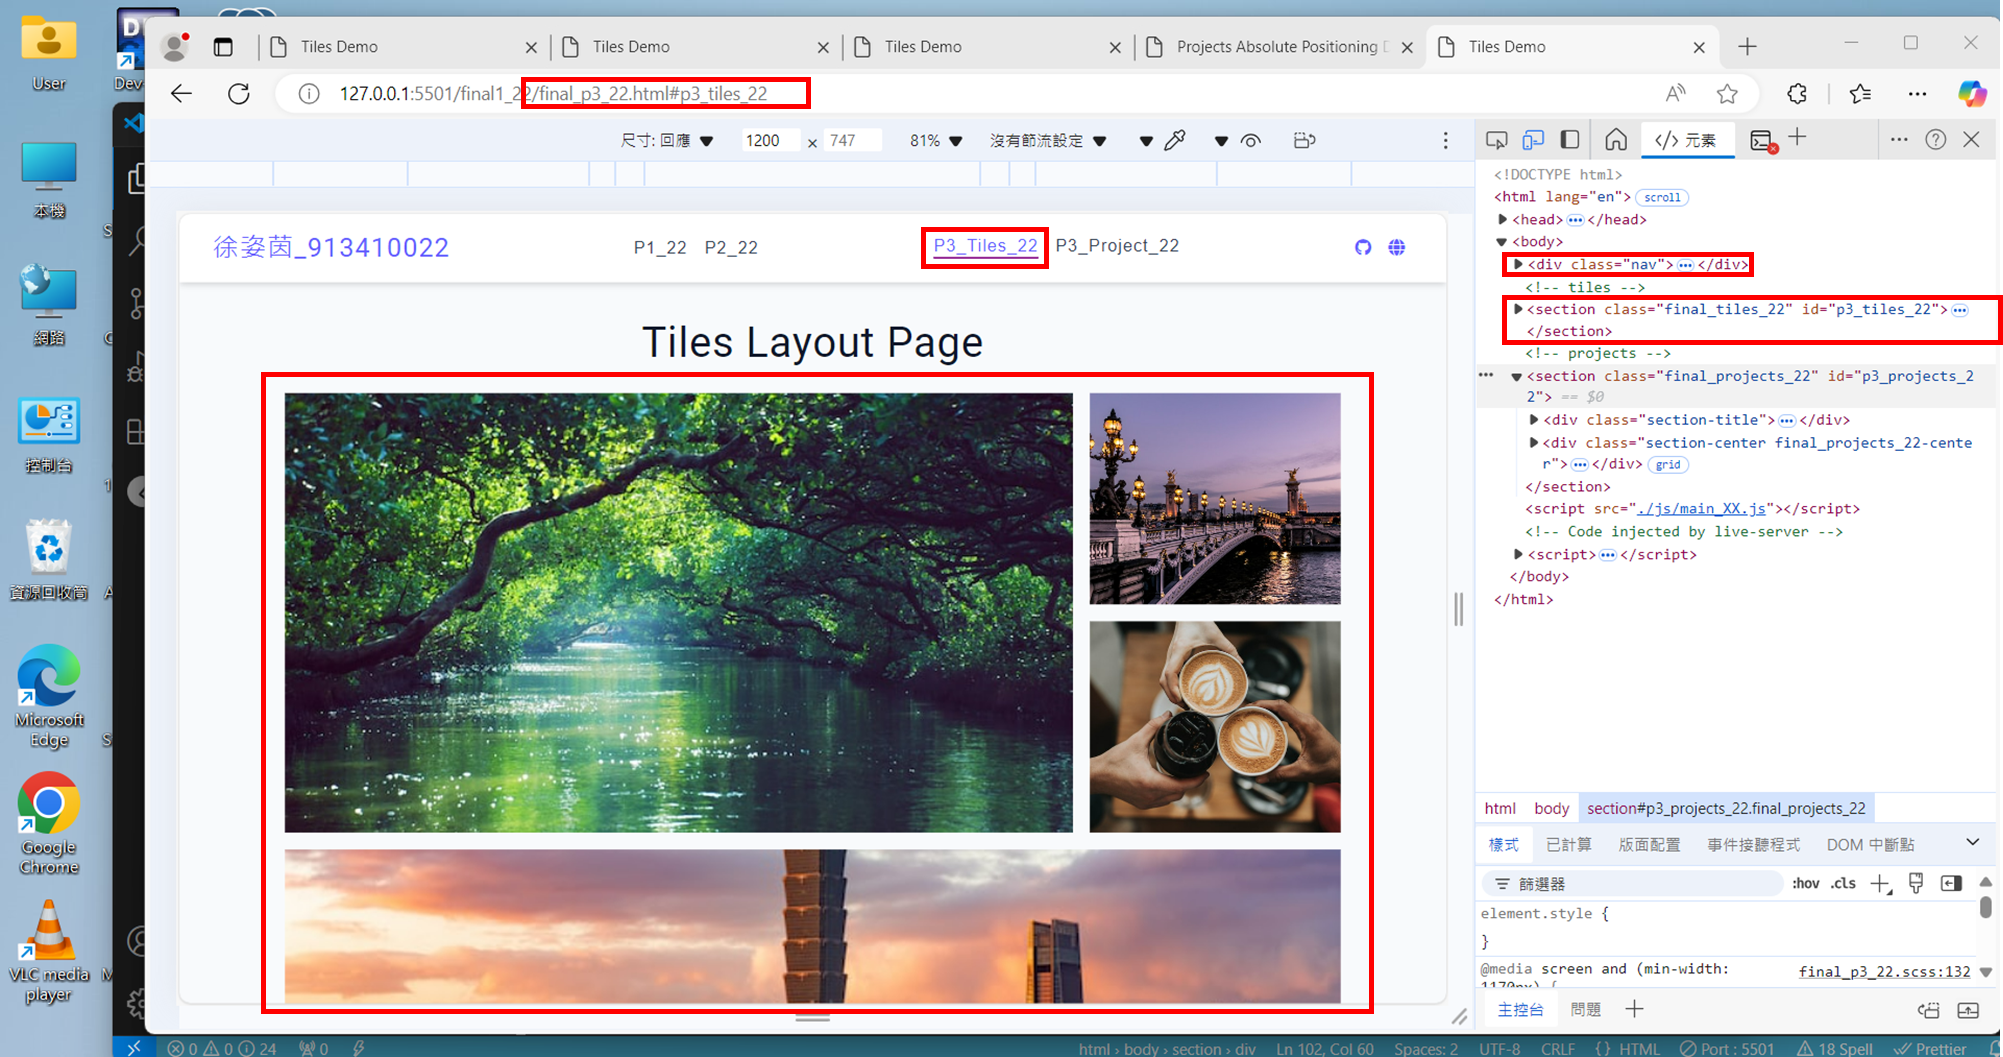 User
Dev-
本機
網路
控制台
資源回收筒
Microsoft Edge
Google Chrome
VLC media player
Tiles Demo
Tiles Demo
Tiles Demo
Projects Absolute Positioning D
Tiles Demo
127.0.0.1:5501/final1_22/final_p3_22.html#p3_tiles_22
尺寸: 回應 ▼ 1200 × 747 81% ▼ 沒有節流設定 ▼
徐姿茵_913410022
P1_22 P2_22
P3_Tiles_22 P3_Project_22
Tiles Layout Page
</> 元素
<!DOCTYPE html>
<html lang="en"> scroll
<head>···</head>
<body>
<div class="nav">···</div>
<!-- tiles -->
<section class="final_tiles_22" id="p3_tiles_22">···
</section>
<!-- projects -->
<section class="final_projects_22" id="p3_projects_2
2"> == $0
<div class="section-title">···</div>
<div class="section-center final_projects_22-cente
r">···</div> grid
</section>
<script src="./js/main_XX.js"></script>
<!-- Code injected by live-server -->
<script>···</script>
</body>
</html>
html body section#p3_projects_22.final_projects_22
樣式 已計算 版面配置 事件接聽程式 DOM 中斷點
篩選器 :hov .cls
element.style {
}
@media screen and (min-width: final_p3_22.scss:132
1170px) {
主控台 問題
0 0 24 0 html › body › section › div Ln 102, Col 60 Spaces: 2 UTF-8 CRLF {} HTML Port : 5501 18 Spell Prettier